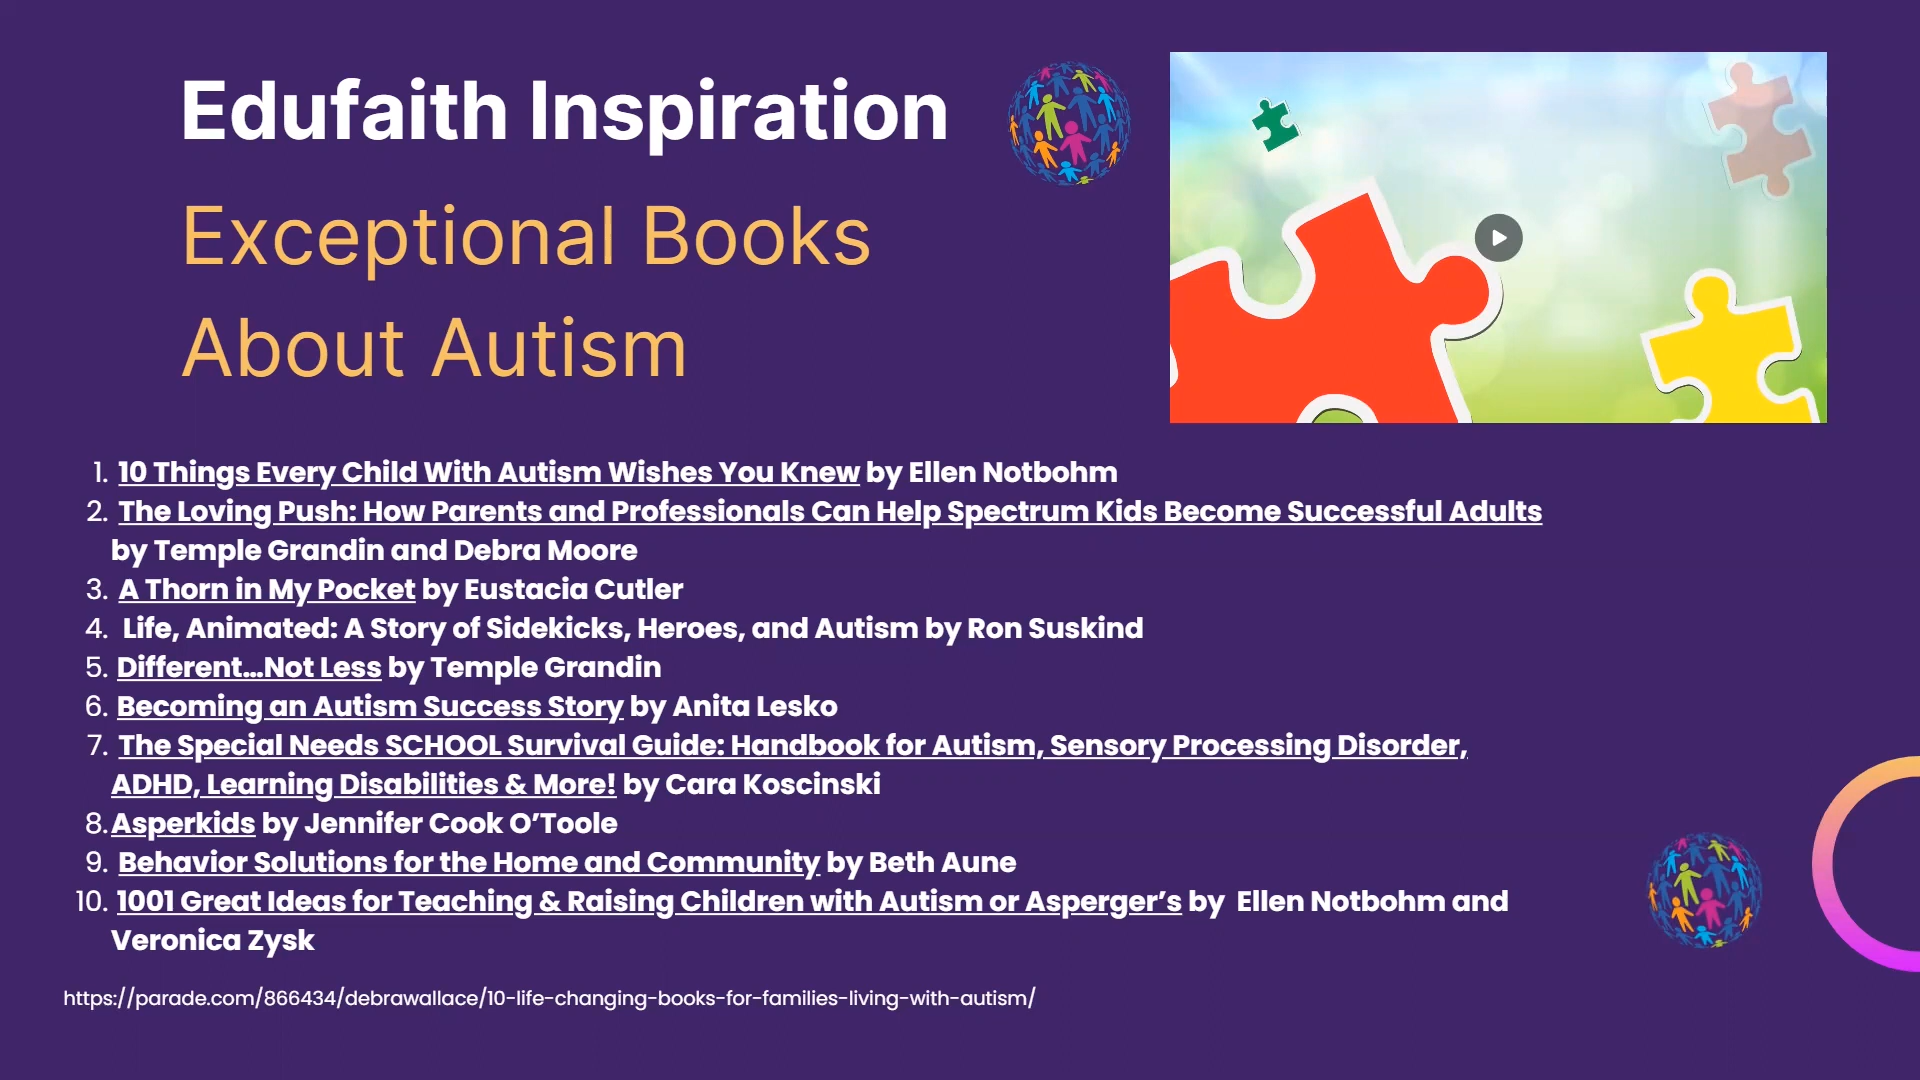 Edufaith Inspiration
Exceptional Books
About Autism
1. 10 Things Every Child With Autism Wishes You Knew by Ellen Notbohm
2. The Loving Push: How Parents and Professionals Can Help Spectrum Kids Become Successful Adults
by Temple Grandin and Debra Moore
3. A Thorn in My Pocket by Eustacia Cutler
4. Life, Animated: A Story of Sidekicks, Heroes, and Autism by Ron Suskind
5. Different...Not Less by Temple Grandin
6. Becoming an Autism Success Story by Anita Lesko
7. The Special Needs SCHOOL Survival Guide: Handbook for Autism, Sensory Processing Disorder,
ADHD, Learning Disabilities & More! by Cara Koscinski
8. Asperkids by Jennifer Cook O’Toole
9. Behavior Solutions for the Home and Community by Beth Aune
10. 1001 Great Ideas for Teaching & Raising Children with Autism or Asperger’s by Ellen Notbohm and
Veronica Zysk
https://parade.com/866434/debrawallace/10-life-changing-books-for-families-living-with-autism/